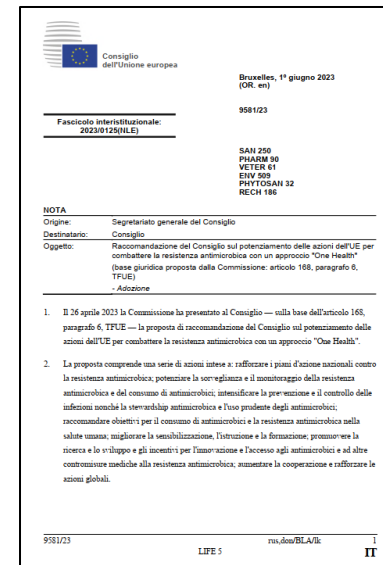 Consiglio
dell'Unione europea
Bruxelles, 1º giugno 2023
(OR. en)
9581/23
Fascicolo interistituzionale:
2023/0125(NLE)
SAN 250
PHARM 90
VETER 61
ENV 509
PHYTOSAN 32
RECH 186
NOTA
Origine: Segretariato generale del Consiglio
Destinatario: Consiglio
Oggetto: Raccomandazione del Consiglio sul potenziamento delle azioni dell'UE per
combattere la resistenza antimicrobica con un approccio "One Health"
(base giuridica proposta dalla Commissione: articolo 168, paragrafo 6,
TFUE)
- Adozione
1. Il 26 aprile 2023 la Commissione ha presentato al Consiglio — sulla base dell'articolo 168,
paragrafo 6, TFUE — la proposta di raccomandazione del Consiglio sul potenziamento delle
azioni dell'UE per combattere la resistenza antimicrobica con un approccio "One Health".
2. La proposta comprende una serie di azioni intese a: rafforzare i piani d'azione nazionali contro
la resistenza antimicrobica; potenziare la sorveglianza e il monitoraggio della resistenza
antimicrobica e del consumo di antimicrobici; intensificare la prevenzione e il controllo delle
infezioni nonché la stewardship antimicrobica e l'uso prudente degli antimicrobici;
raccomandare obiettivi per il consumo di antimicrobici e la resistenza antimicrobica nella
salute umana; migliorare la sensibilizzazione, l'istruzione e la formazione; promuovere la
ricerca e lo sviluppo e gli incentivi per l'innovazione e l'accesso agli antimicrobici e ad altre
contromisure mediche alla resistenza antimicrobica; aumentare la cooperazione e rafforzare le
azioni globali.
9581/23 rus,don/BLA/lk 1
LIFE 5 IT